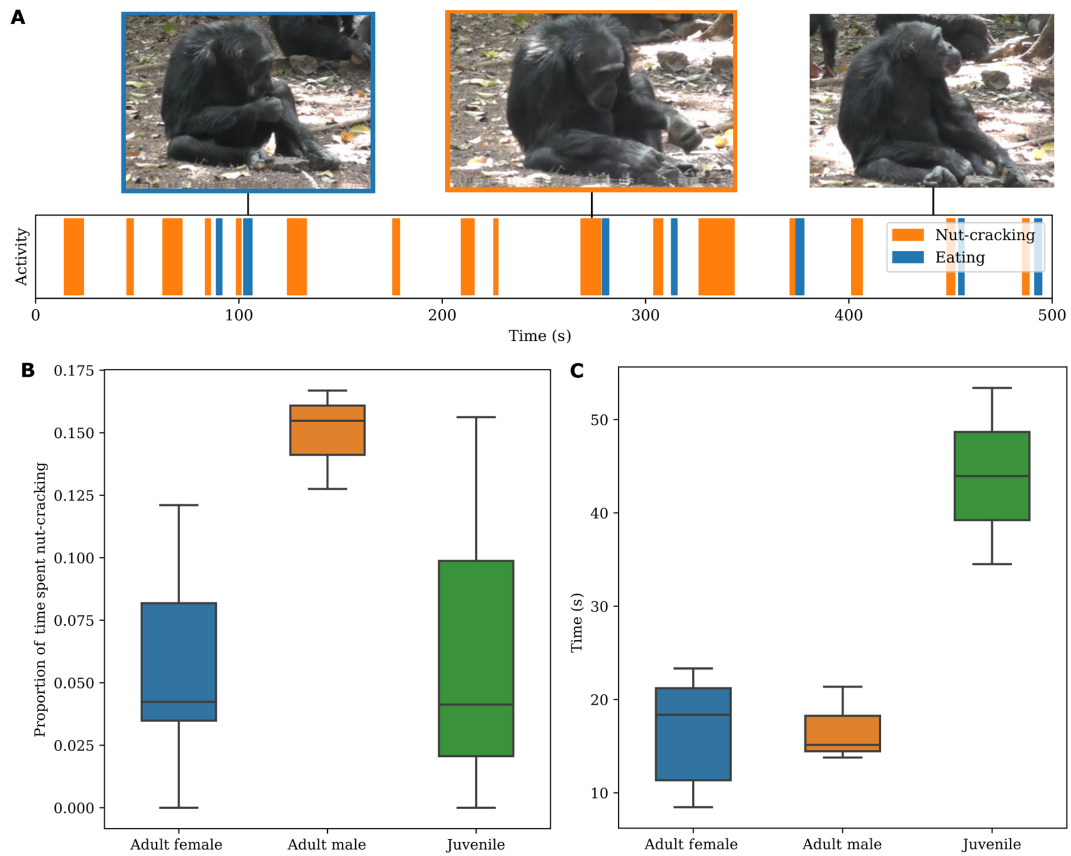 A
Activity
Nut-cracking
Eating
0 100 200 300 400 500
Time (s)
B
Proportion of time spent nut-cracking
0.175
0.150
0.125
0.100
0.075
0.050
0.025
0.000
Adult female Adult male Juvenile
C
Time (s)
50
40
30
20
10
Adult female Adult male Juvenile